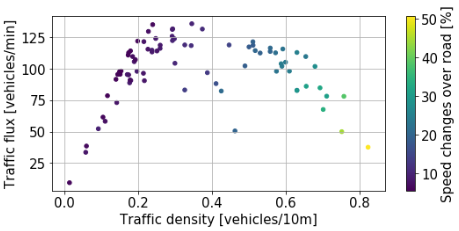 125
100
75
50
25
Traffic flux [vehicles/min]
0.0 0.2 0.4 0.6 0.8
Traffic density [vehicles/10m]
50
40
30
20
10
Speed changes over road [%]